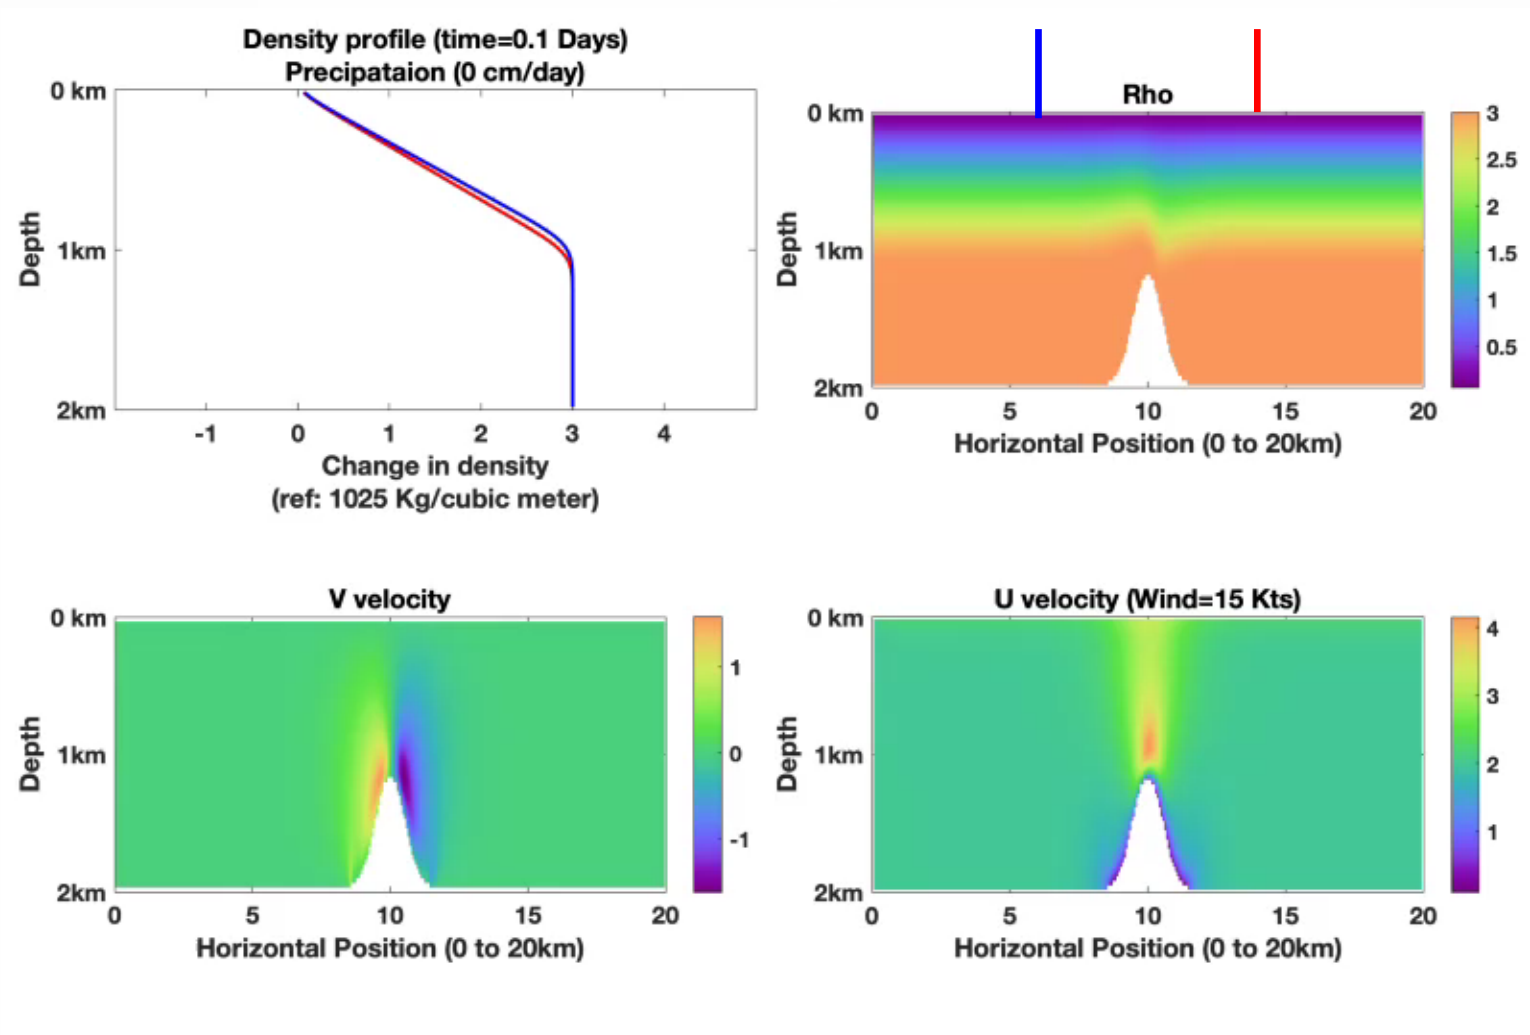 Density profile (time=0.1 Days)
Precipataion (0 cm/day)
0 km
1km
2km
Depth
-1 0 1 2 3 4
Change in density
(ref: 1025 Kg/cubic meter)
Rho
0 km
1km
2km
Depth
0 5 10 15 20
Horizontal Position (0 to 20km)
3
2.5
2
1.5
1
0.5
V velocity
0 km
1km
2km
Depth
0 5 10 15 20
Horizontal Position (0 to 20km)
1
0
-1
U velocity (Wind=15 Kts)
0 km
1km
2km
Depth
0 5 10 15 20
Horizontal Position (0 to 20km)
4
3
2
1